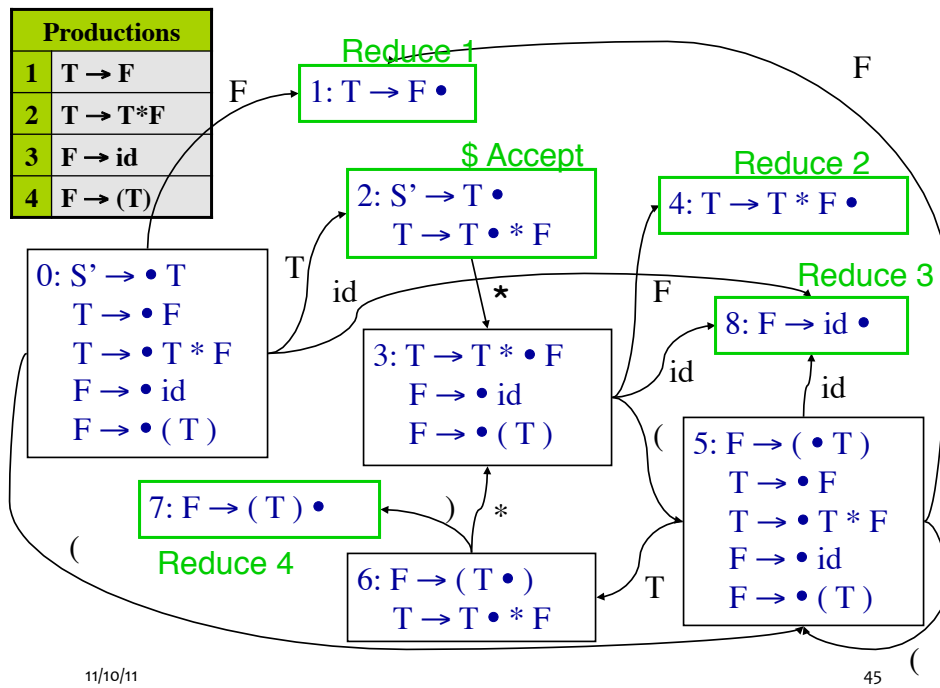 Productions
1 T → F
2 T → T*F
3 F → id
4 F → (T)
Reduce 1
1: T → F •
F
F
$ Accept
2: S’ → T •
T → T • * F
Reduce 2
4: T → T * F •
T
id
*
F
Reduce 3
8: F → id •
0: S’ → • T
T → • F
T → • T * F
F → • id
F → • ( T )
3: T → T * • F
F → • id
F → • ( T )
id
id
(
5: F → ( • T )
T → • F
T → • T * F
F → • id
F → • ( T )
7: F → ( T ) •
Reduce 4
)
*
(
6: F → ( T • )
T → T • * F
T
(
11/10/11
45